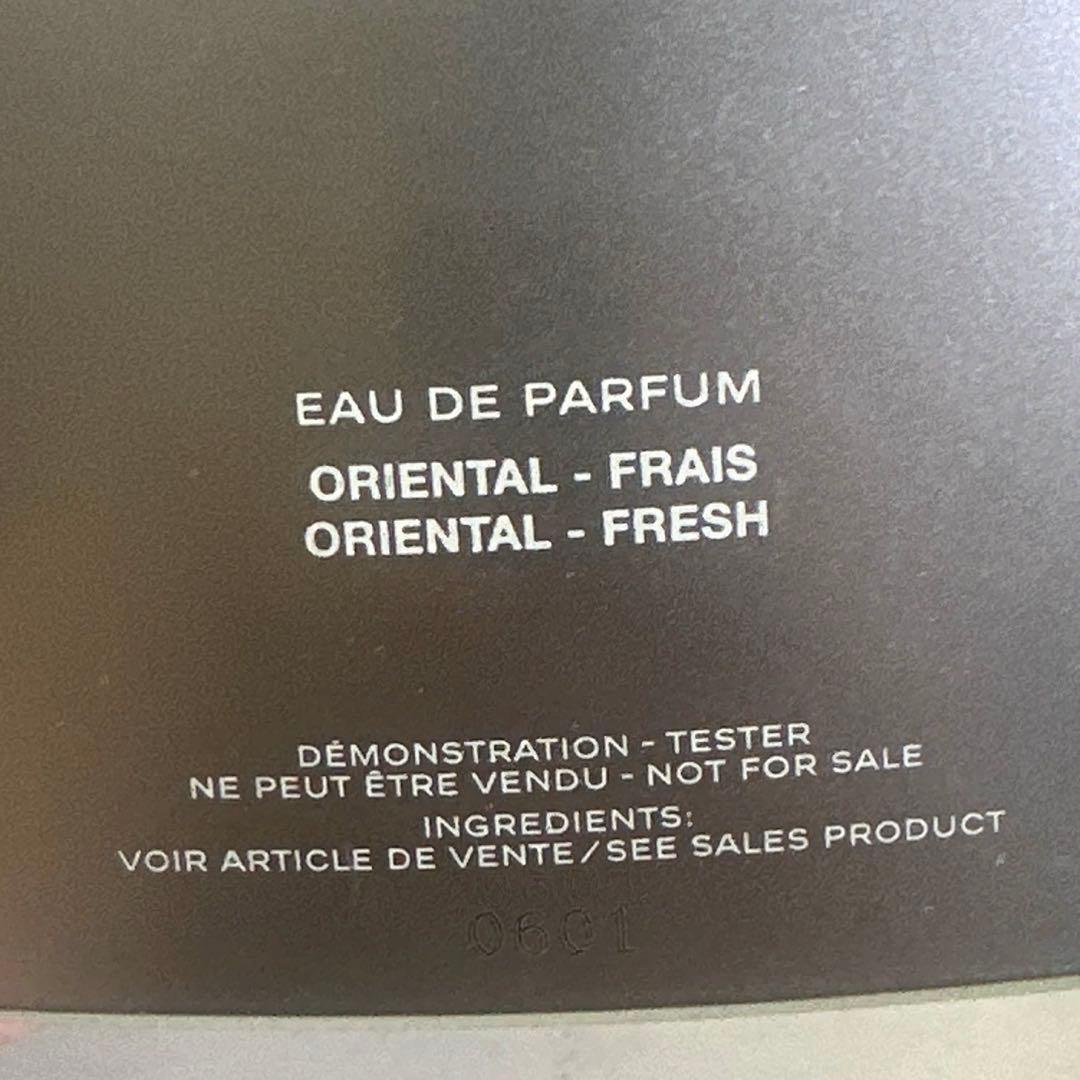 EAU DE PARFUM
ORIENTAL - FRAIS
ORIENTAL - FRESH
DÉMONSTRATION - TESTER
NE PEUT ÊTRE VENDU - NOT FOR SALE
INGREDIENTS:
VOIR ARTICLE DE VENTE/SEE SALES PRODUCT
0601